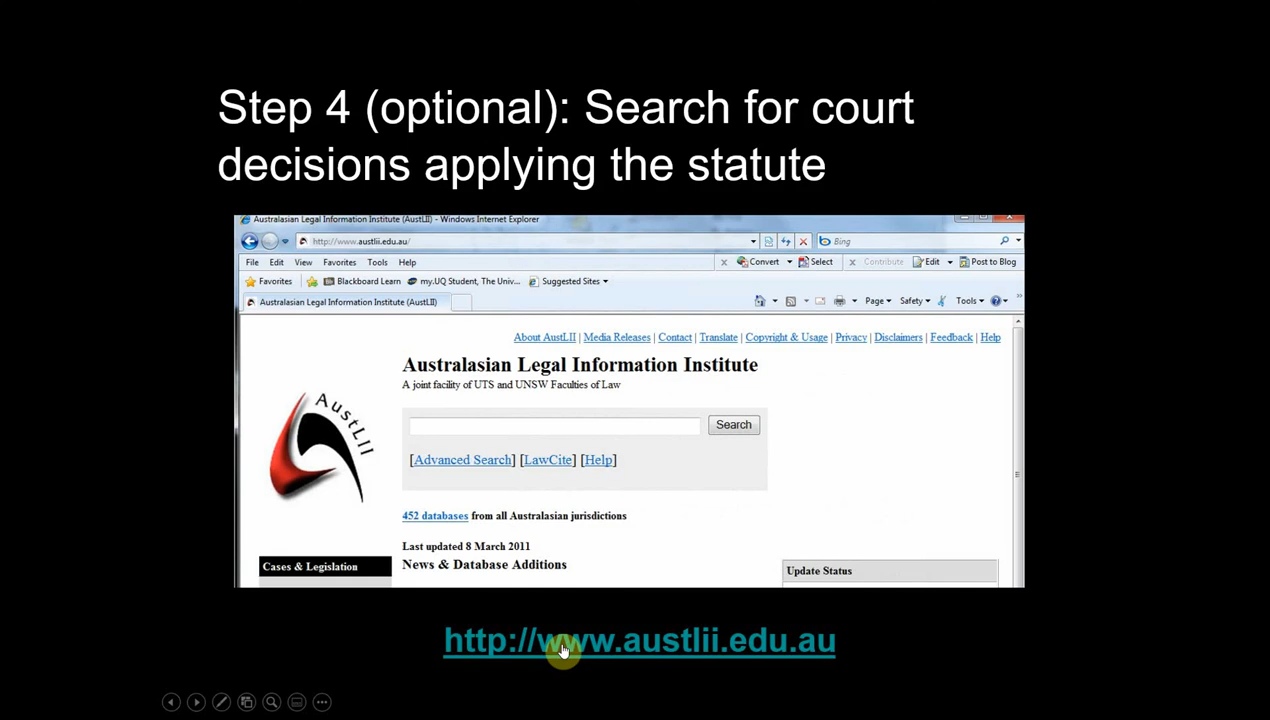 Step 4 (optional): Search for court
decisions applying the statute
Australasian Legal Information Institute (AustLII) - Windows Internet Explorer
http://www.austlii.edu.au/
Bing
File Edit View Favorites Tools Help
Convert Select Contribute Edit Post to Blog
Favorites Blackboard Learn my.UQ Student, The Univ... Suggested Sites
Australasian Legal Information Institute (AustLII)
Page Safety Tools
About AustLII | Media Releases | Contact | Translate | Copyright & Usage | Privacy | Disclaimers | Feedback | Help
AustLII
Australasian Legal Information Institute
A joint facility of UTS and UNSW Faculties of Law
Search
[Advanced Search] [LawCite] [Help]
452 databases from all Australasian jurisdictions
Last updated 8 March 2011
Cases & Legislation
News & Database Additions
Update Status
http://www.austlii.edu.au